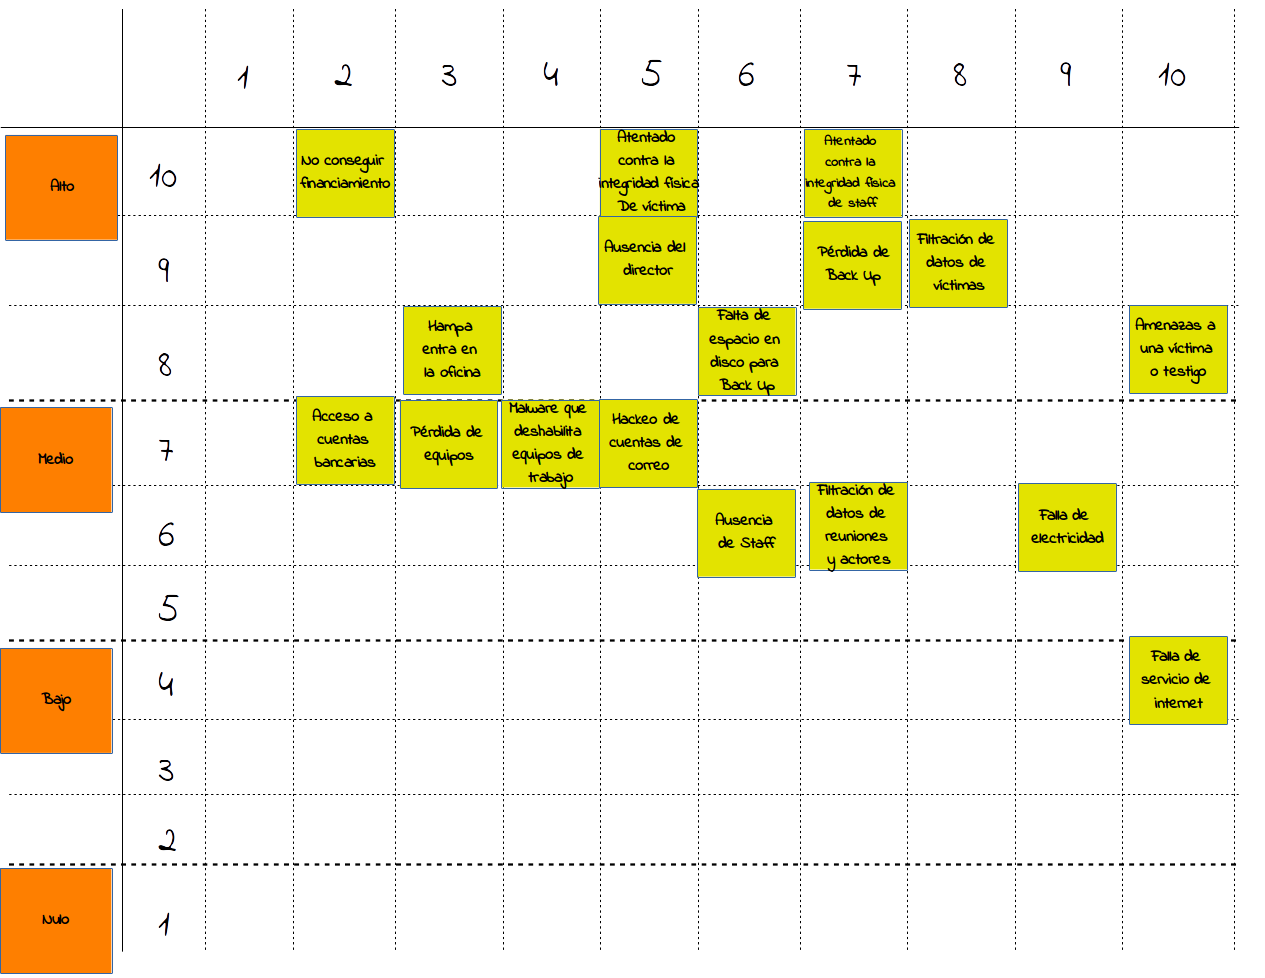 1 2 3 4 5 6 7 8 9 10
Alto
10
No conseguir
financiamiento
Atentado
contra la
integridad física
De víctima
Atentado
contra la
integridad física
de staff
9
Ausencia del
director
Pérdida de
Back Up
Filtración de
datos de
víctimas
8
Hampa
entra en
la oficina
Falta de
espacio en
disco para
Back Up
Amenazas a
una víctima
o testigo
Medio
7
Acceso a
cuentas
bancarias
Pérdida de
equipos
Malware que
deshabilita
equipos de
trabajo
Hackeo de
cuentas de
correo
6
Ausencia
de Staff
Filtración de
datos de
reuniones
y actores
Falla de
electricidad
5
Bajo
4
Falla de
servicio de
internet
3
2
Nulo
1